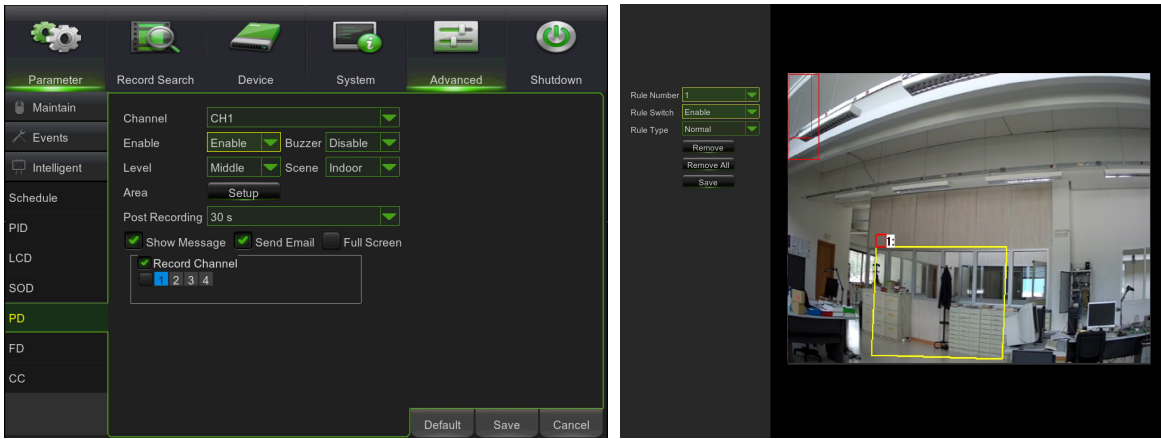 Parameter Record Search Device System Advanced Shutdown
Maintain
Events
Intelligent
Schedule
PID
LCD
SOD
PD
FD
CC
Channel CH1
Enable Enable Buzzer Disable
Level Middle Scene Indoor
Area Setup
Post Recording 30 s
Show Message Send Email Full Screen
Record Channel
1 2 3 4
Default Save Cancel
Rule Number 1
Rule Switch Enable
Rule Type Normal
Remove
Remove All
Save
1: